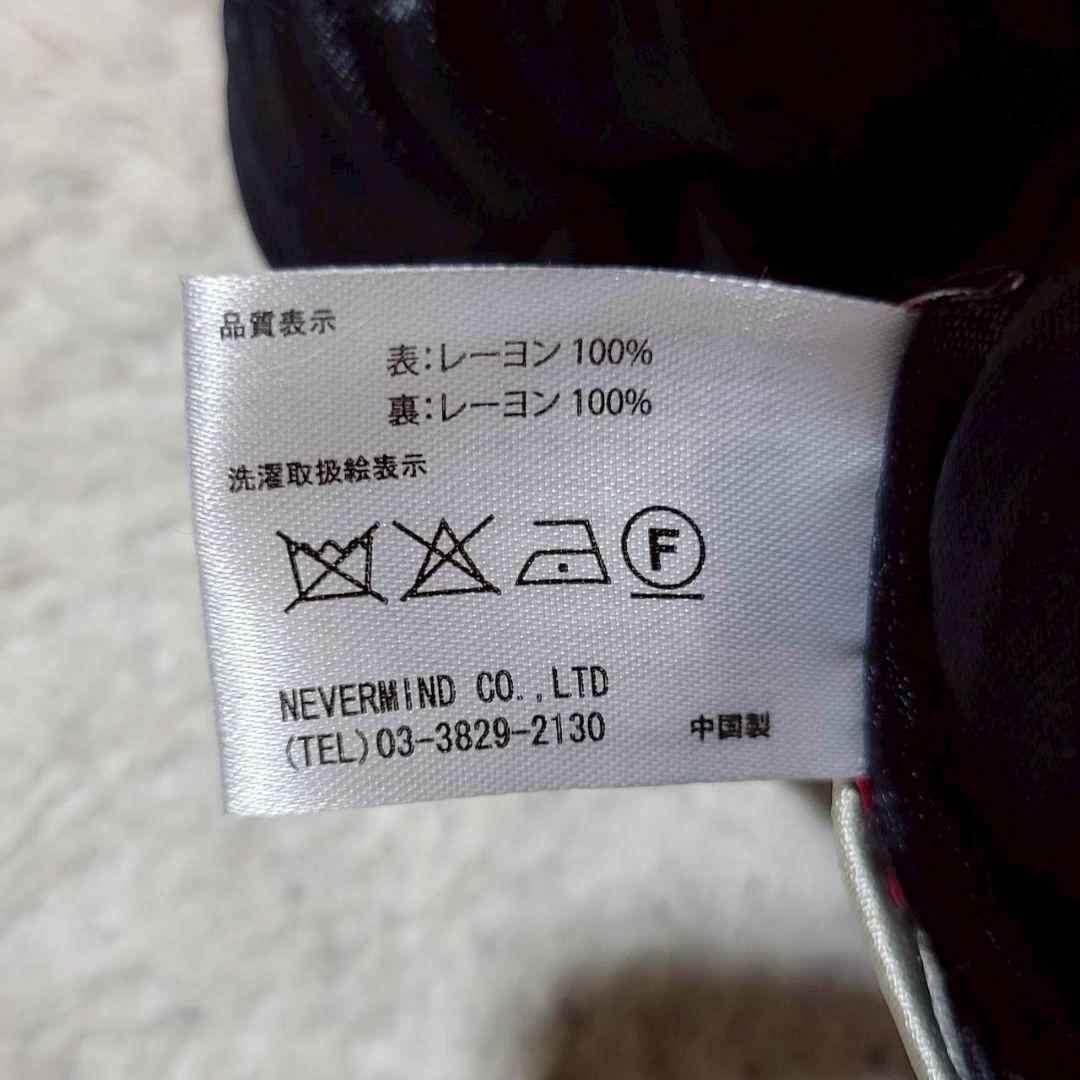 品質表示
表:レーヨン 100%
裏:レーヨン 100%
洗濯取扱絵表示
F
NEVERMIND CO.,LTD
(TEL)03-3829-2130
中国製